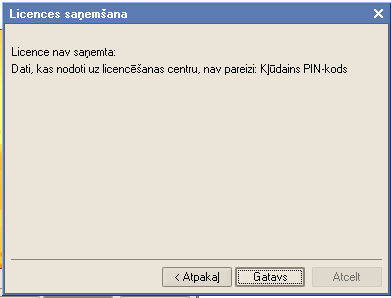 Licences saņemšana
Licence nav saņemta:
Dati, kas nodoti uz licencēšanas centru, nav pareizi: Kļūdains PIN-kods
< Atpakaļ Gatavs Atcelt